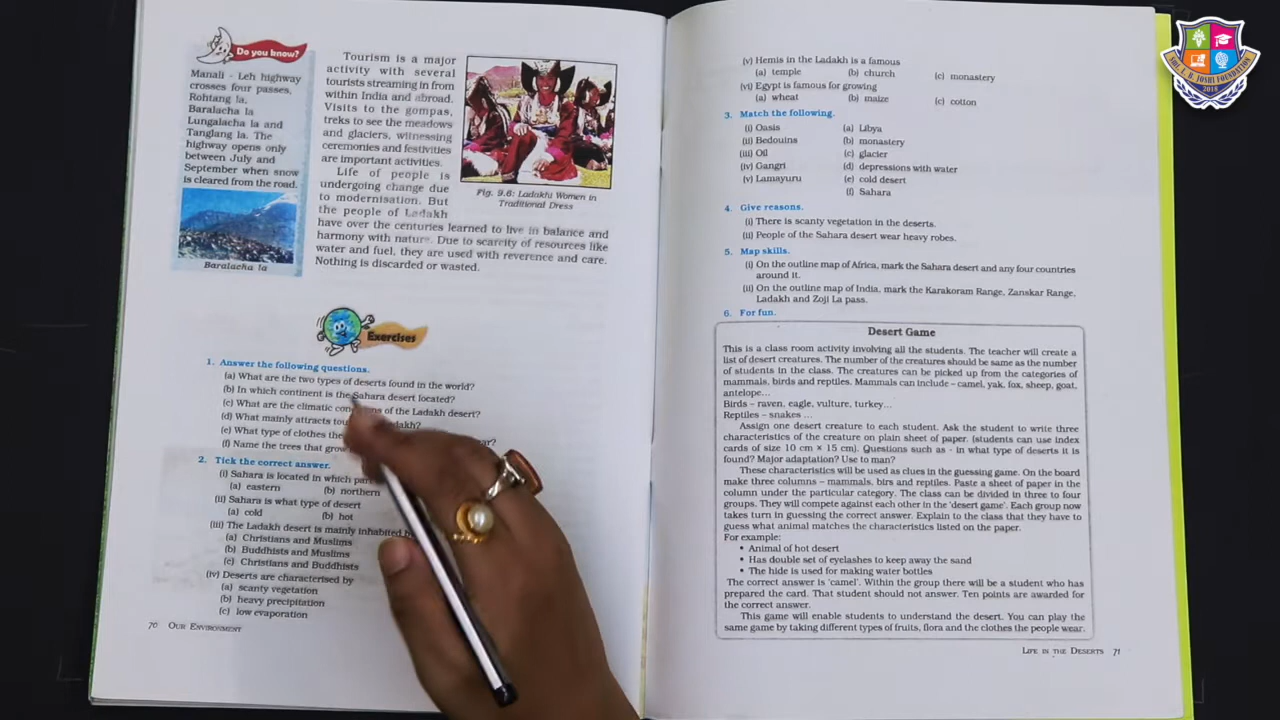 Do you know?
Manali - Leh highway
crosses four passes,
Rohtang la,
Baralacha la
Lungalacha la and
Tanglang la. The
highway opens only
between July and
September when snow
is cleared from the road.
Baralacha la
Tourism is a major
activity with several
tourists streaming in from
within India and abroad.
Visits to the gompas,
treks to see the meadows
and glaciers, witnessing
ceremonies and festivities
are important activities.
Life of people is
undergoing change due
to modernisation. But
the people of Ladakh
have over the centuries learned to live in balance and
harmony with nature. Due to scarcity of resources like
water and fuel, they are used with reverence and care.
Nothing is discarded or wasted.
Fig. 9.6: Ladakhi Women in
Traditional Dress
Exercises
1. Answer the following questions.
(a) What are the two types of deserts found in the world?
(b) In which continent is the Sahara desert located?
(c) What are the climatic of the Ladakh desert?
(d) What mainly attracts
(e) What type of clothes
(f) Name the trees that
2. Tick the correct answer.
(i) Sahara is located in which
(a) eastern (b) northern
(ii) Sahara is what type of desert
(a) cold (b) hot
(iii) The Ladakh desert is mainly inhabited by
(a) Christians and Muslims
(b) Buddhists and Muslims
(c) Christians and Buddhists
(iv) Deserts are characterised by
(a) scanty vegetation
(b) heavy precipitation
(c) low evaporation
70 OUR ENVIRONMENT
(v) Hemis in the Ladakh is a famous
(a) temple (b) church (c) monastery
(vi) Egypt is famous for growing
(a) wheat (b) maize (c) cotton
3. Match the following.
(i) Oasis (a) Libya
(ii) Bedouins (b) monastery
(iii) Oil (c) glacier
(iv) Gangri (d) depressions with water
(v) Lamayuru (e) cold desert
(f) Sahara
4. Give reasons.
(i) There is scanty vegetation in the deserts.
(ii) People of the Sahara desert wear heavy robes.
5. Map skills.
(i) On the outline map of Africa, mark the Sahara desert and any four countries
around it.
(ii) On the outline map of India, mark the Karakoram Range, Zanskar Range,
Ladakh and Zoji La pass.
6. For fun.
Desert Game
This is a class room activity involving all the students. The teacher will create a
list of desert creatures. The number of the creatures should be same as the number
of students in the class. The creatures can be picked up from the categories of
mammals, birds and reptiles. Mammals can include – camel, yak, fox, sheep, goat,
antelope...
Birds – raven, eagle, vulture, turkey...
Reptiles – snakes ...
Assign one desert creature to each student. Ask the student to write three
characteristics of the creature on plain sheet of paper. (students can use index
cards of size 10 cm × 15 cm). Questions such as - in what type of deserts it is
found? Major adaptation? Use to man?
These characteristics will be used as clues in the guessing game. On the board
make three columns – mammals, birs and reptiles. Paste a sheet of paper in the
column under the particular category. The class can be divided in three to four
groups. They will compete against each other in the 'desert game'. Each group now
takes turn in guessing the correct answer. Explain to the class that they have to
guess what animal matches the characteristics listed on the paper.
For example:
• Animal of hot desert
• Has double set of eyelashes to keep away the sand
• The hide is used for making water bottles
The correct answer is 'camel'. Within the group there will be a student who has
prepared the card. That student should not answer. Ten points are awarded for
the correct answer.
This game will enable students to understand the desert. You can play the
same game by taking different types of fruits, flora and the clothes the people wear.
LIFE IN THE DESERTS 71
JOSHI FOUNDATION
2018